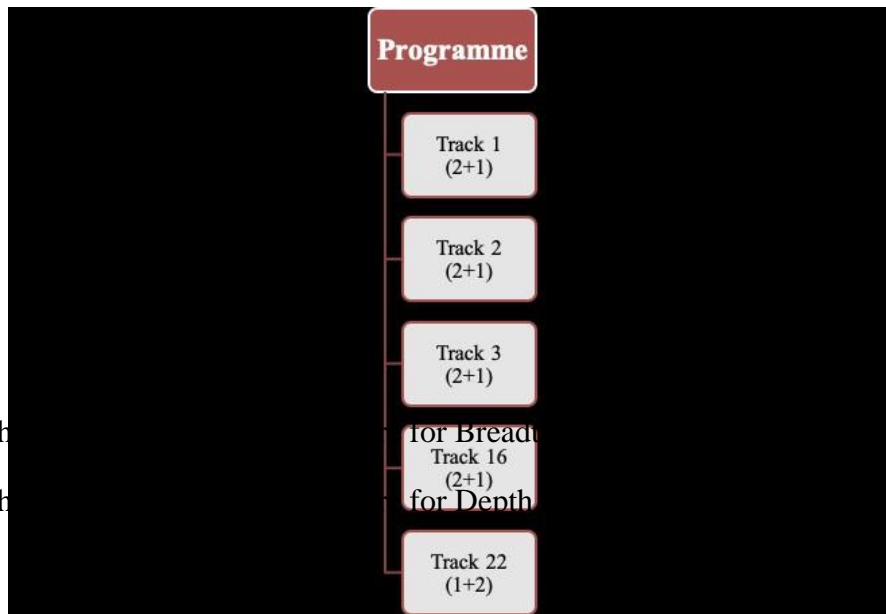 Programme
Track 1
(2+1)
Track 2
(2+1)
Track 3
(2+1)
for
Track 16
(2+1)
for Depth
Track 22
(1+2)